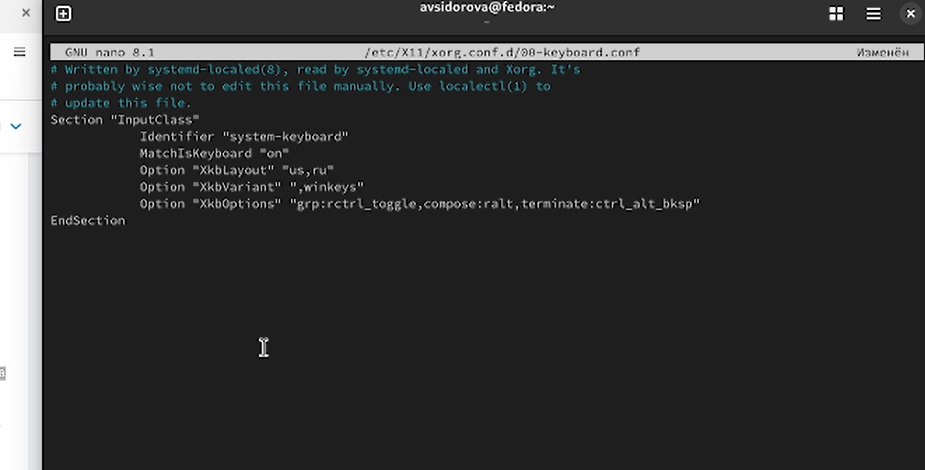 avsidorova@fedora:~
~
GNU nano 8.1 /etc/X11/xorg.conf.d/00-keyboard.conf Изменён
# Written by systemd-localed(8), read by systemd-localed and Xorg. It's
# probably wise not to edit this file manually. Use localectl(1) to
# update this file.
Section "InputClass"
Identifier "system-keyboard"
MatchIsKeyboard "on"
Option "XkbLayout" "us,ru"
Option "XkbVariant" ",winkeys"
Option "XkbOptions" "grp:rctrl_toggle,compose:ralt,terminate:ctrl_alt_bksp"
EndSection